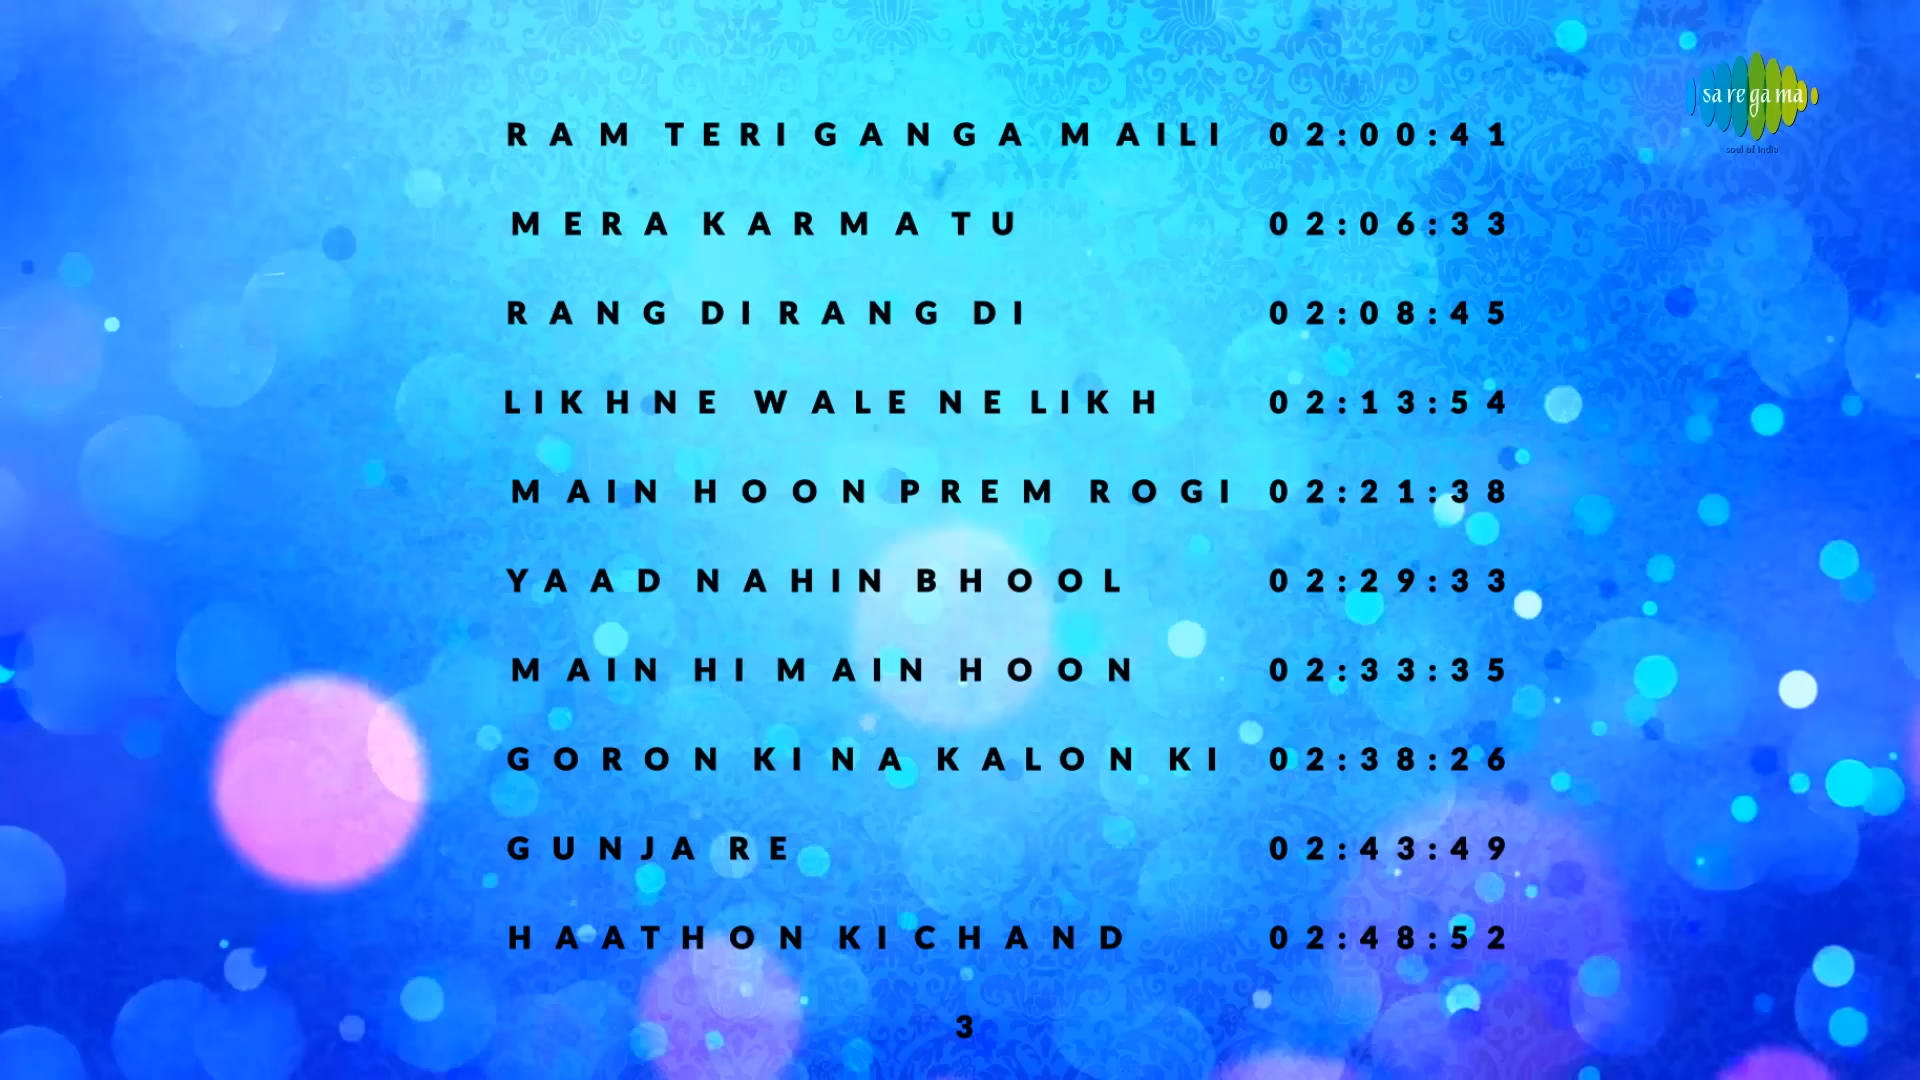 sa re ga ma
soul of India
RAM TERI GANGA MAILI 02:00:41
MERA KARMA TU 02:06:33
RANG DI RANG DI 02:08:45
LIKHNE WALE NE LIKH 02:13:54
MAIN HOON PREM ROGI 02:21:38
YAAD NAHIN BHOOL 02:29:33
MAIN HI MAIN HOON 02:33:35
GORON KI NA KALON KI 02:38:26
GUNJA RE 02:43:49
HAATHON KI CHAND 02:48:52
3